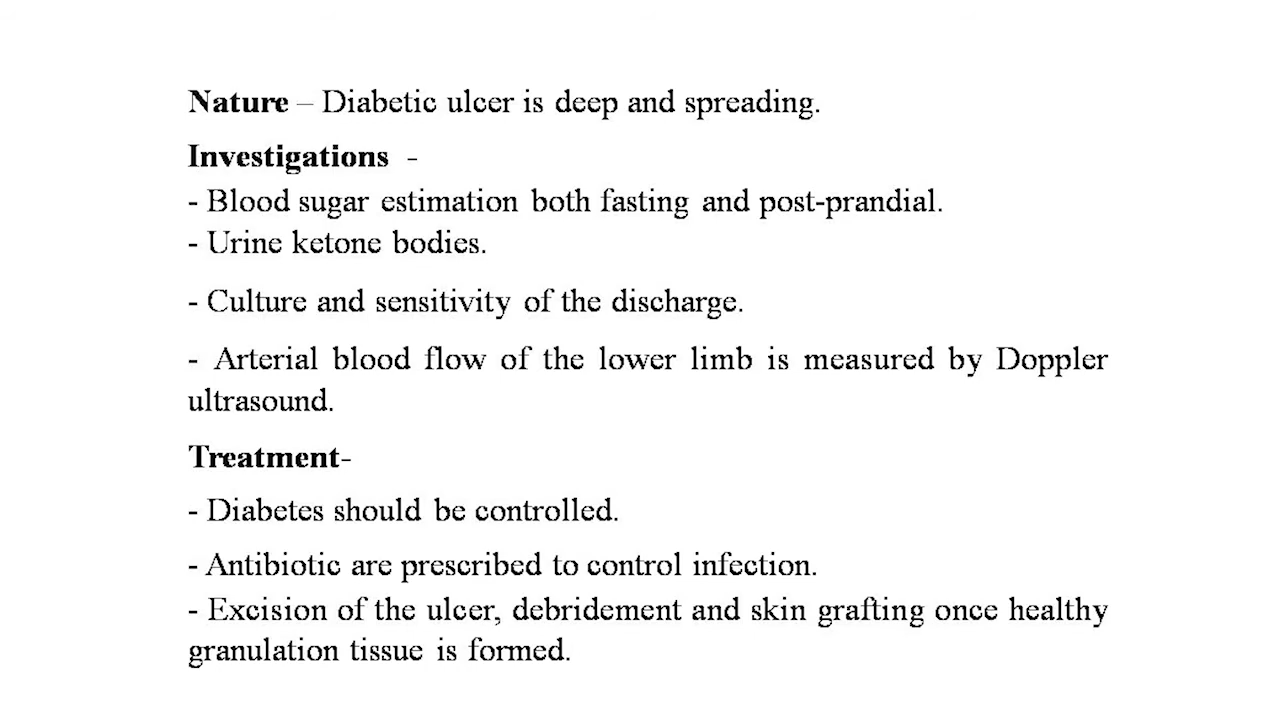 Nature – Diabetic ulcer is deep and spreading.
Investigations -
- Blood sugar estimation both fasting and post-prandial.
- Urine ketone bodies.
- Culture and sensitivity of the discharge.
- Arterial blood flow of the lower limb is measured by Doppler
ultrasound.
Treatment-
- Diabetes should be controlled.
- Antibiotic are prescribed to control infection.
- Excision of the ulcer, debridement and skin grafting once healthy
granulation tissue is formed.